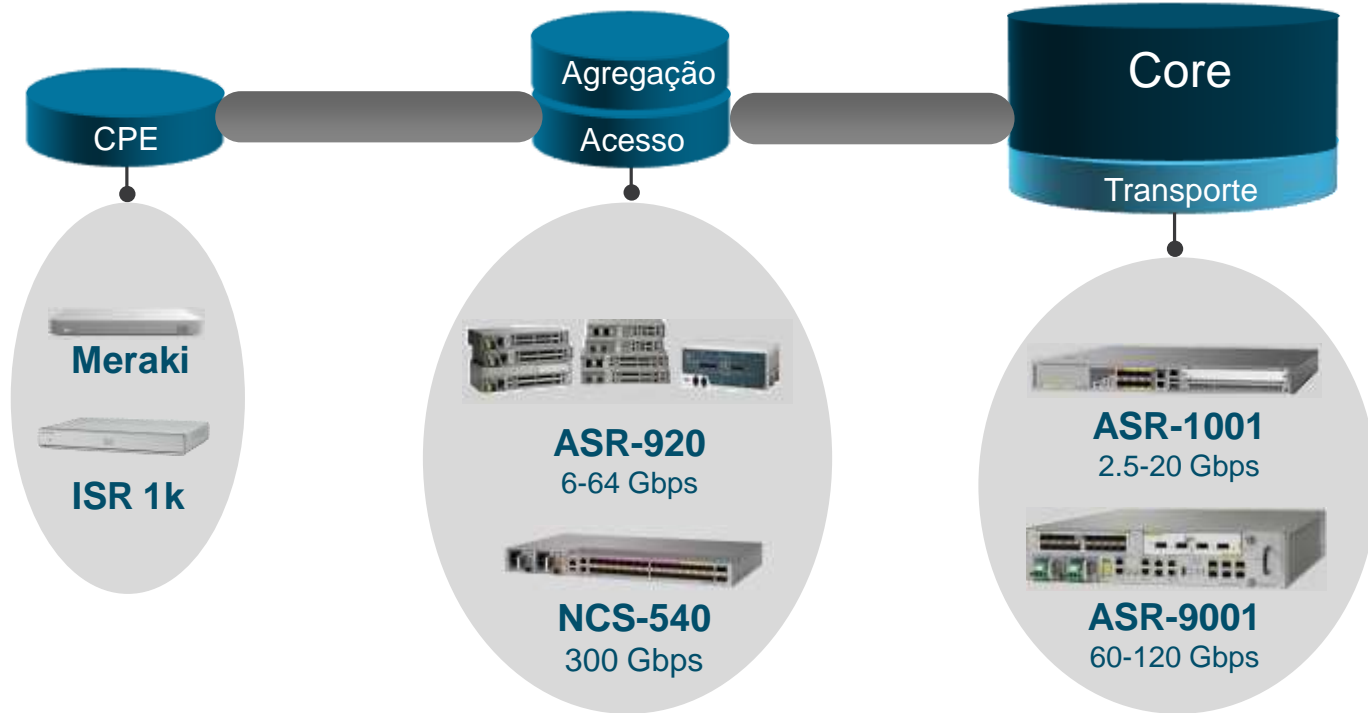 CPE
Agregação
Acesso
Core
Transporte
Meraki
ISR 1k
ASR-920
6-64 Gbps
NCS-540
300 Gbps
ASR-1001
2.5-20 Gbps
ASR-9001
60-120 Gbps